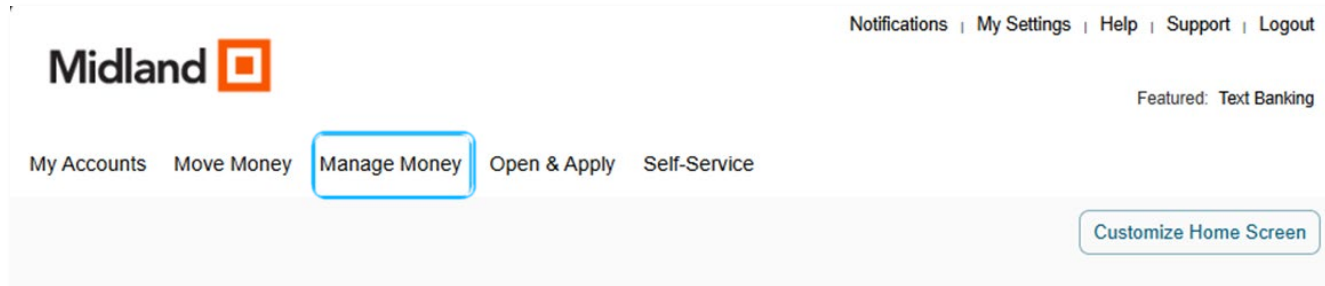 Notifications | My Settings | Help | Support | Logout
Midland
Featured: Text Banking
My Accounts Move Money Manage Money Open & Apply Self-Service
Customize Home Screen